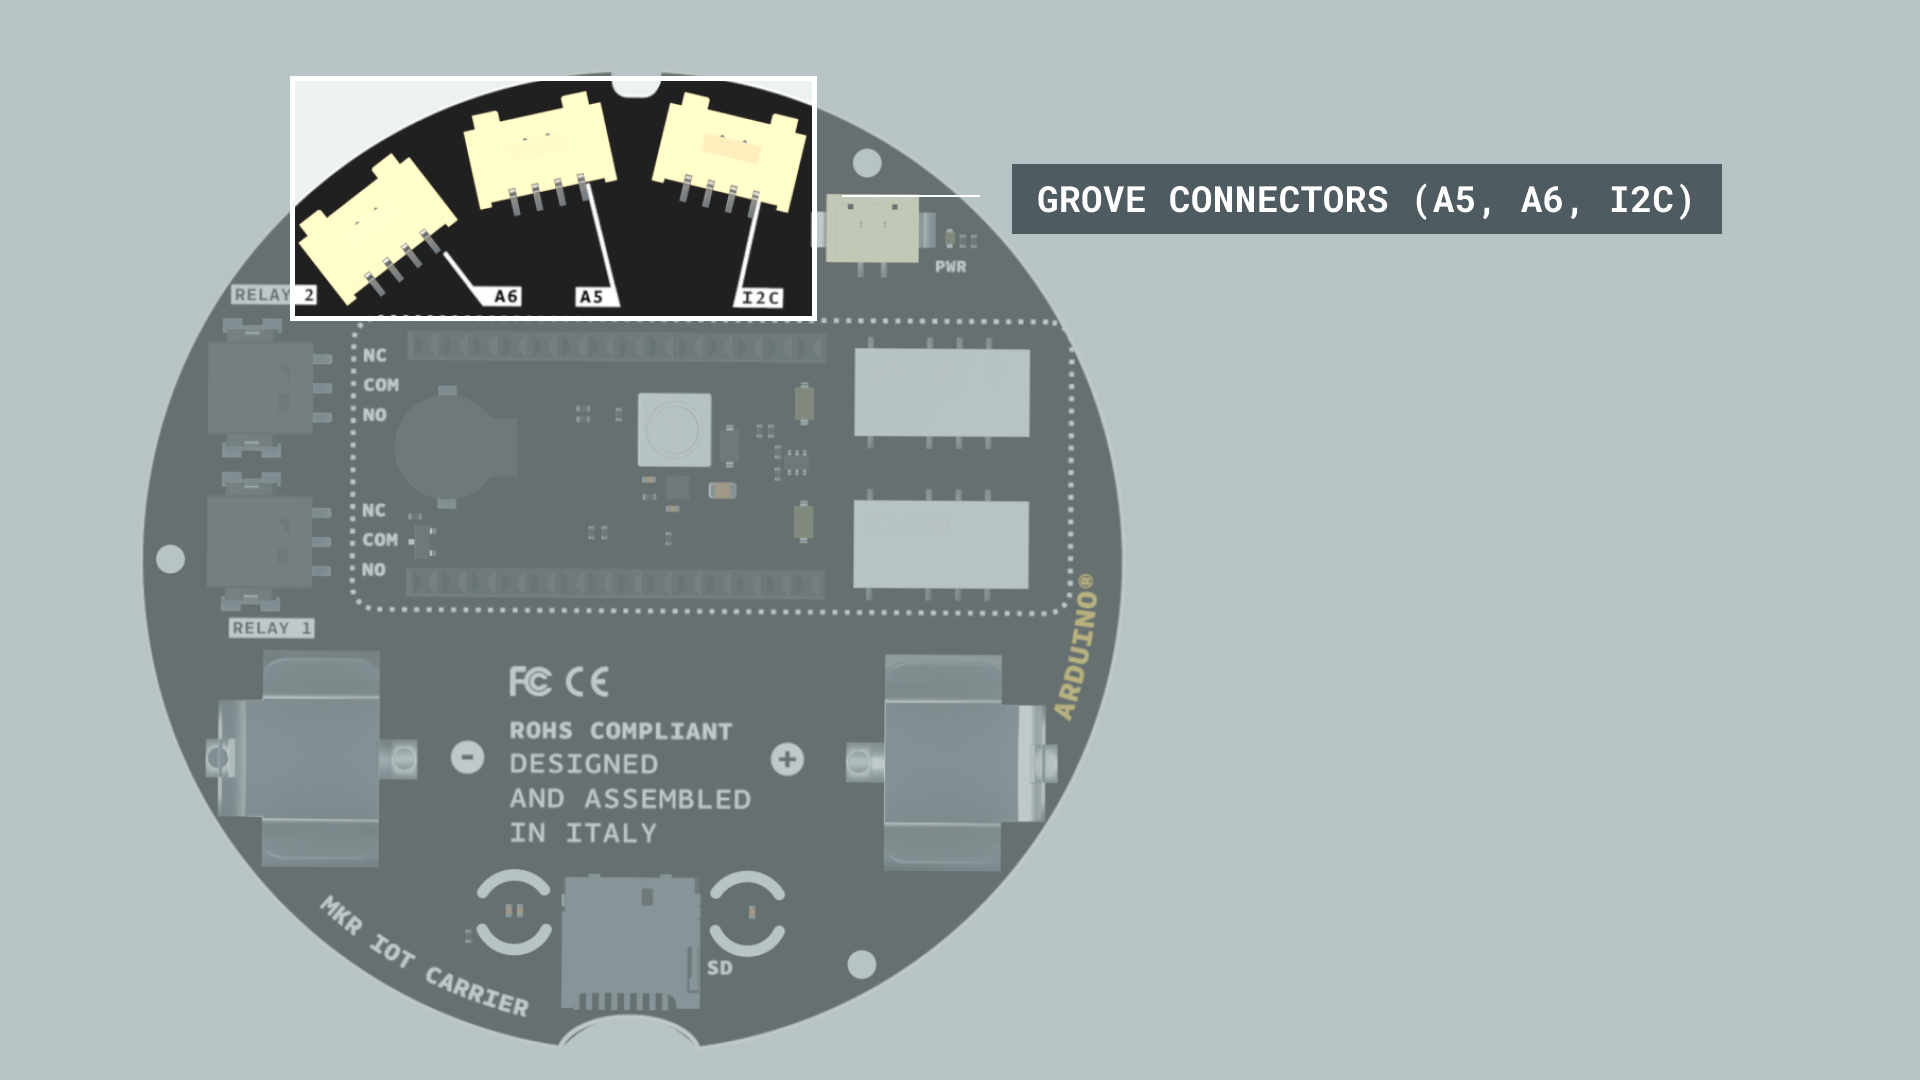 GROVE CONNECTORS (A5, A6, I2C)
PWR
RELAY 2
A6
A5
I2C
NC
COM
NO
NC
COM
NO
RELAY 1
ARDUINO®
FC CE
ROHS COMPLIANT
DESIGNED
AND ASSEMBLED
IN ITALY
-
+
MKR IOT CARRIER
SD